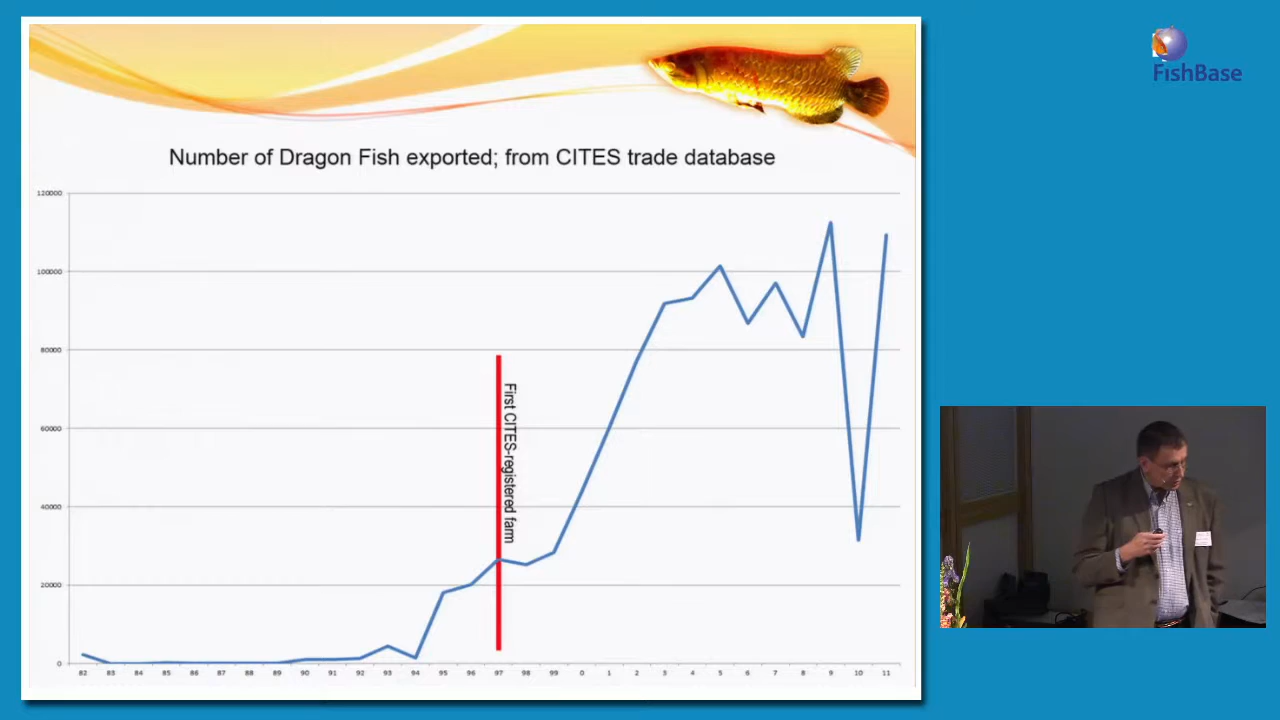 FishBase
Number of Dragon Fish exported; from CITES trade database
120000
100000
80000
60000
40000
20000
0
First CITES-registered farm
82 83 84 85 86 87 88 89 90 91 92 93 94 95 96 97 98 99 0 1 2 3 4 5 6 7 8 9 10 11